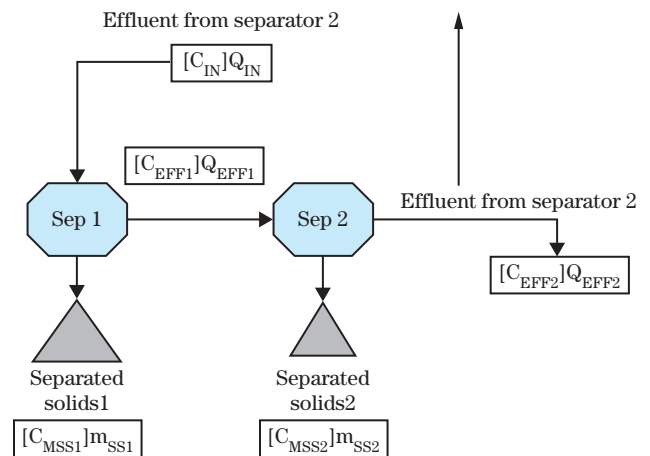 Effluent from separator 2
[C_IN]Q_IN
[C_EFF1]Q_EFF1
Sep 1
Sep 2
Effluent from separator 2
[C_EFF2]Q_EFF2
Separated
solids1
[C_MSS1]m_SS1
Separated
solids2
[C_MSS2]m_SS2